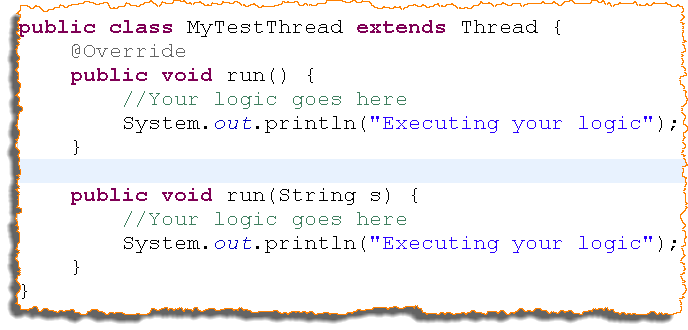 public class MyTestThread extends Thread {
    @Override
    public void run() {
        //Your logic goes here
        System.out.println("Executing your logic");
    }

    public void run(String s) {
        //Your logic goes here
        System.out.println("Executing your logic");
    }
}